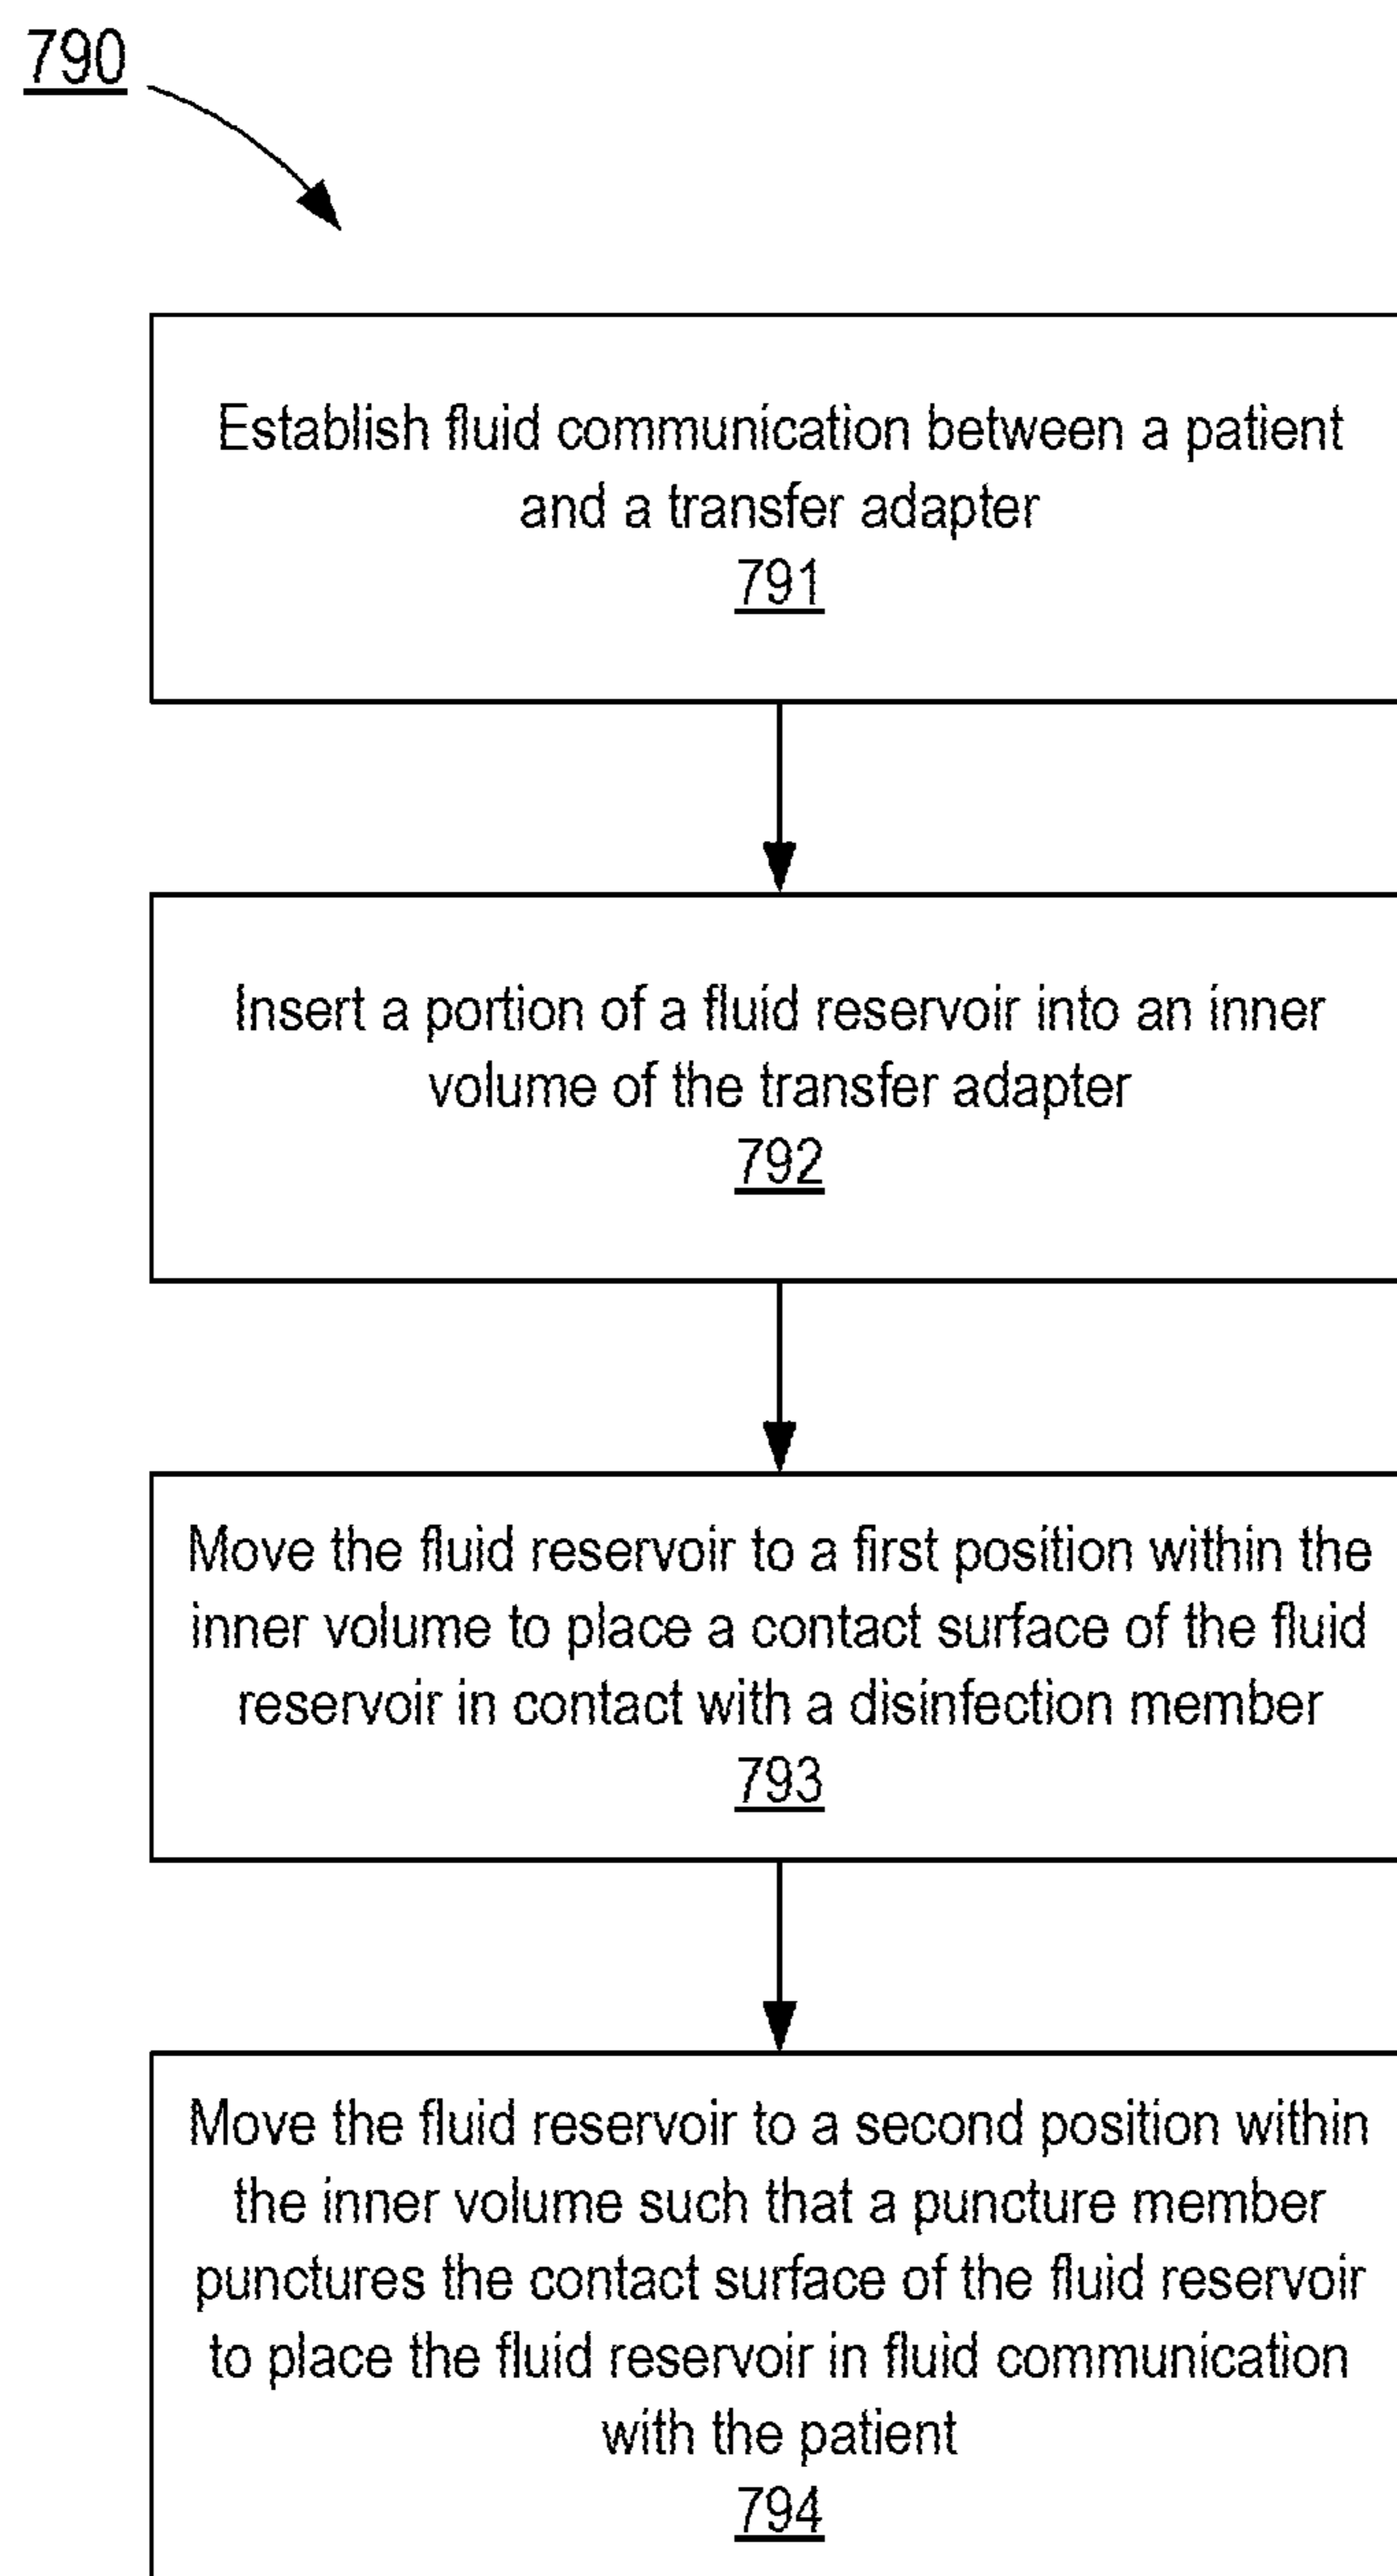 790
Establish fluid communication between a patient
and a transfer adapter
791
Insert a portion of a fluid reservoir into an inner
volume of the transfer adapter
792
Move the fluid reservoir to a first position within the
inner volume to place a contact surface of the fluid
reservoir in contact with a disinfection member
793
Move the fluid reservoir to a second position within
the inner volume such that a puncture member
punctures the contact surface of the fluid reservoir
to place the fluid reservoir in fluid communication
with the patient
794